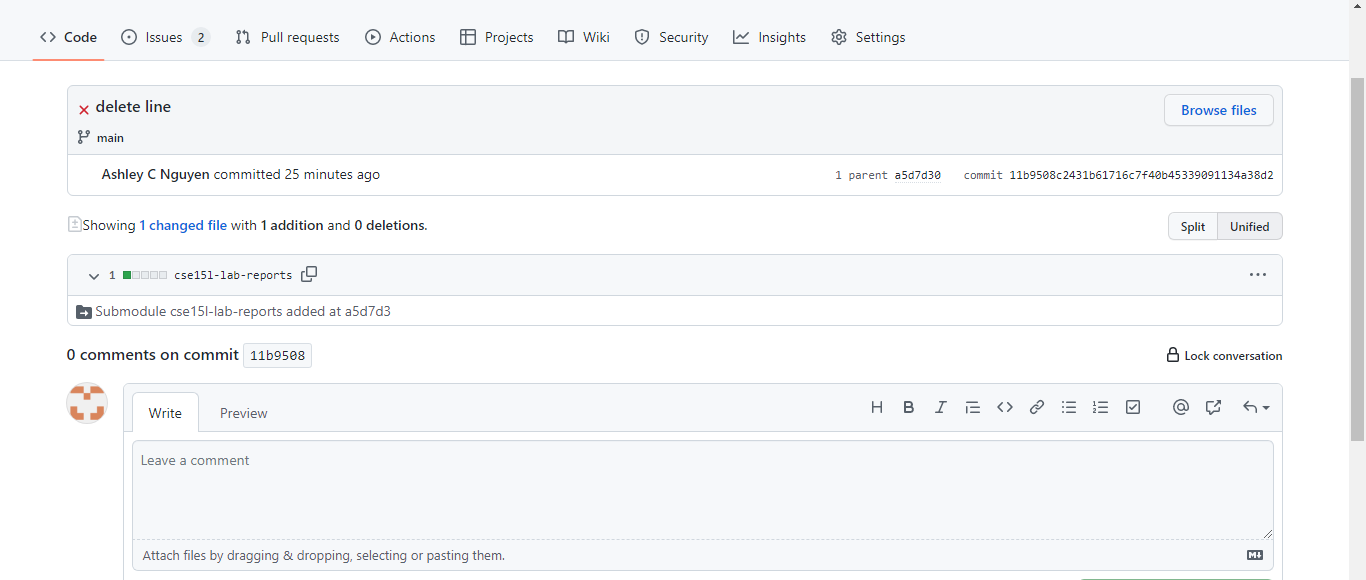 Code Issues 2 Pull requests Actions Projects Wiki Security Insights Settings
delete line
Browse files
main
Ashley C Nguyen committed 25 minutes ago 1 parent a5d7d30 commit 11b9508c2431b61716c7f40b45339091134a38d2
Showing 1 changed file with 1 addition and 0 deletions.
Split Unified
1 cse15l-lab-reports
Submodule cse15l-lab-reports added at a5d7d3
0 comments on commit 11b9508
Lock conversation
Write Preview
Leave a comment
Attach files by dragging & dropping, selecting or pasting them.